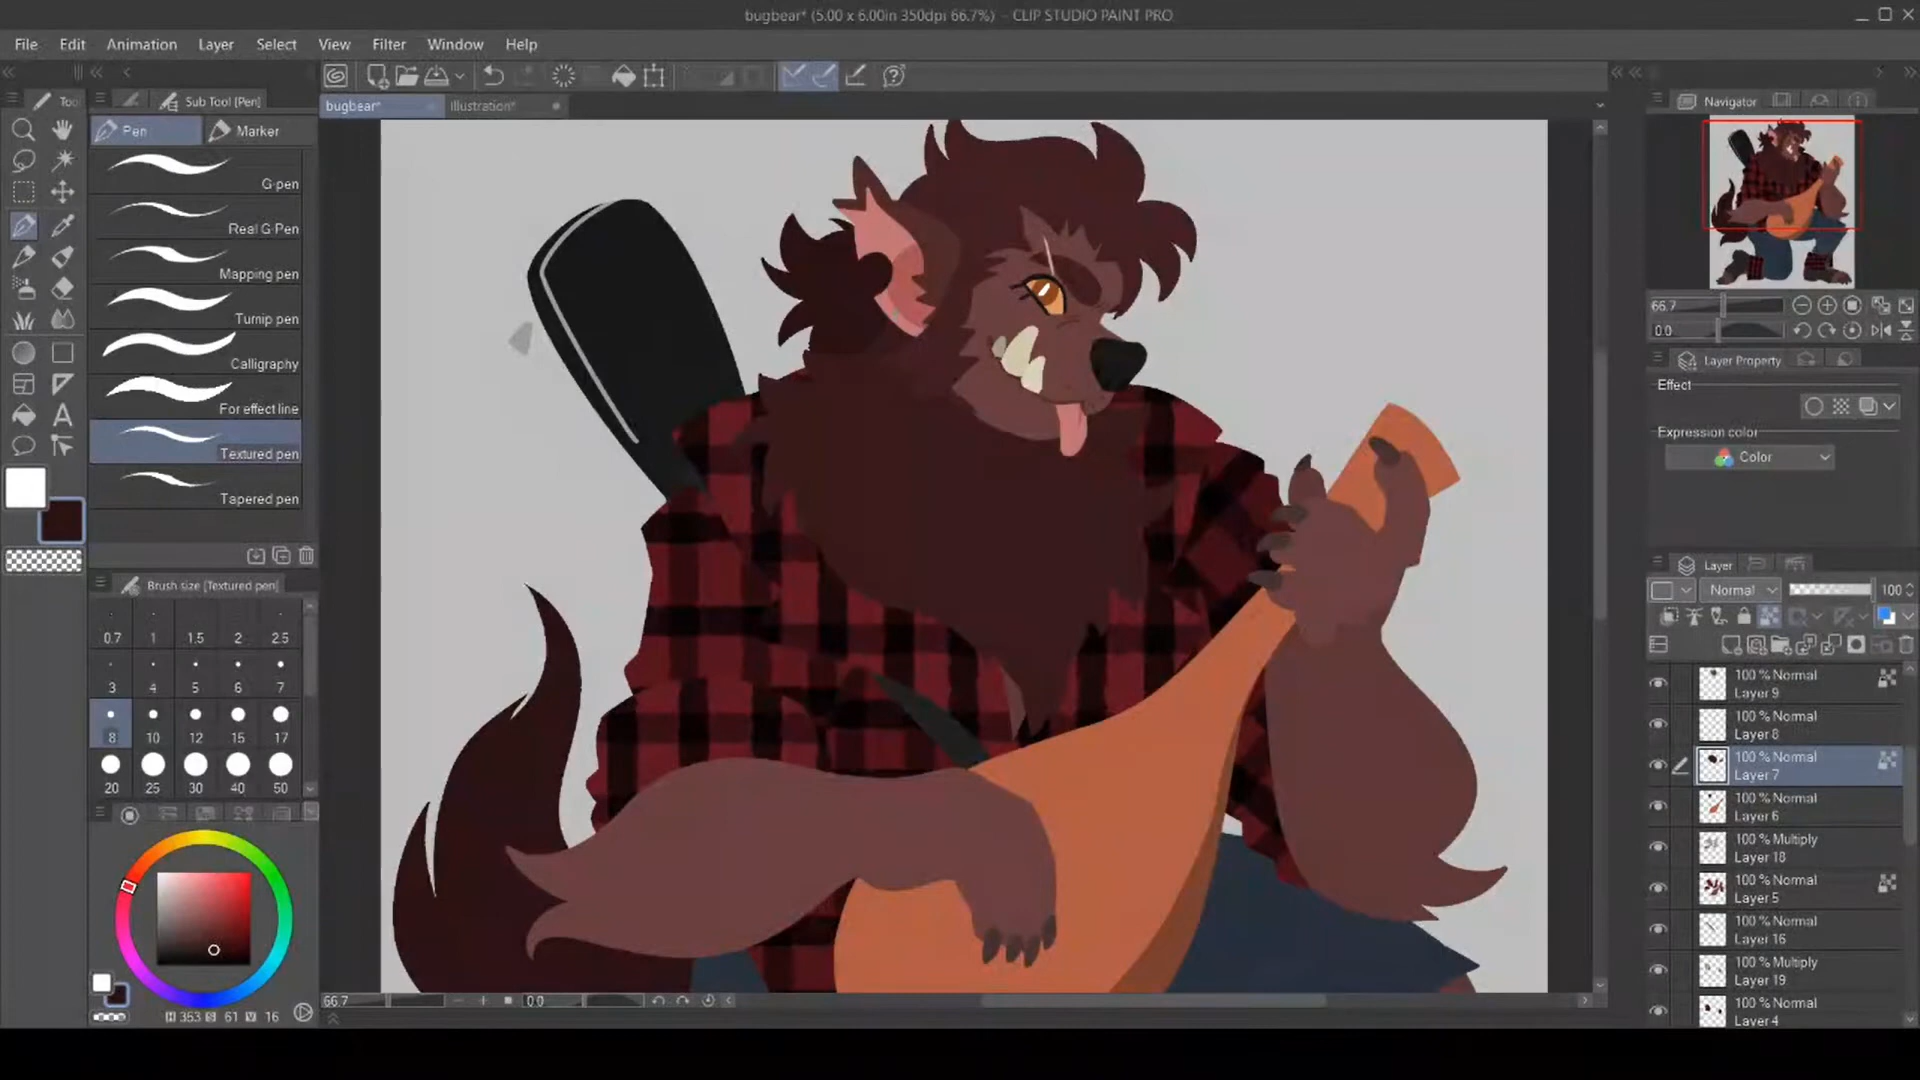 bugbear* (5.00 x 6.00in 350dpi 66.7%) - CLIP STUDIO PAINT PRO
File Edit Animation Layer Select View Filter Window Help
Too Sub Tool [Pen]
bugbear* Illustration*
Navigator
Pen Marker
G-pen
Real G-Pen
Mapping pen
Turnip pen
Calligraphy
For effect line
Textured pen
Tapered pen
Brush size [Textured pen]
0.7 1 1.5 2 2.5
3 4 5 6 7
8 10 12 15 17
20 25 30 40 50
H 353 S 61 V 16
66.7 0.0
66.7
0.0
Layer Property
Effect
Expression color
Color
Layer
Normal 100
100 % Normal
Layer 9
100 % Normal
Layer 8
100 % Normal
Layer 7
100 % Normal
Layer 6
100 % Multiply
Layer 18
100 % Normal
Layer 5
100 % Normal
Layer 16
100 % Multiply
Layer 19
100 % Normal
Layer 4